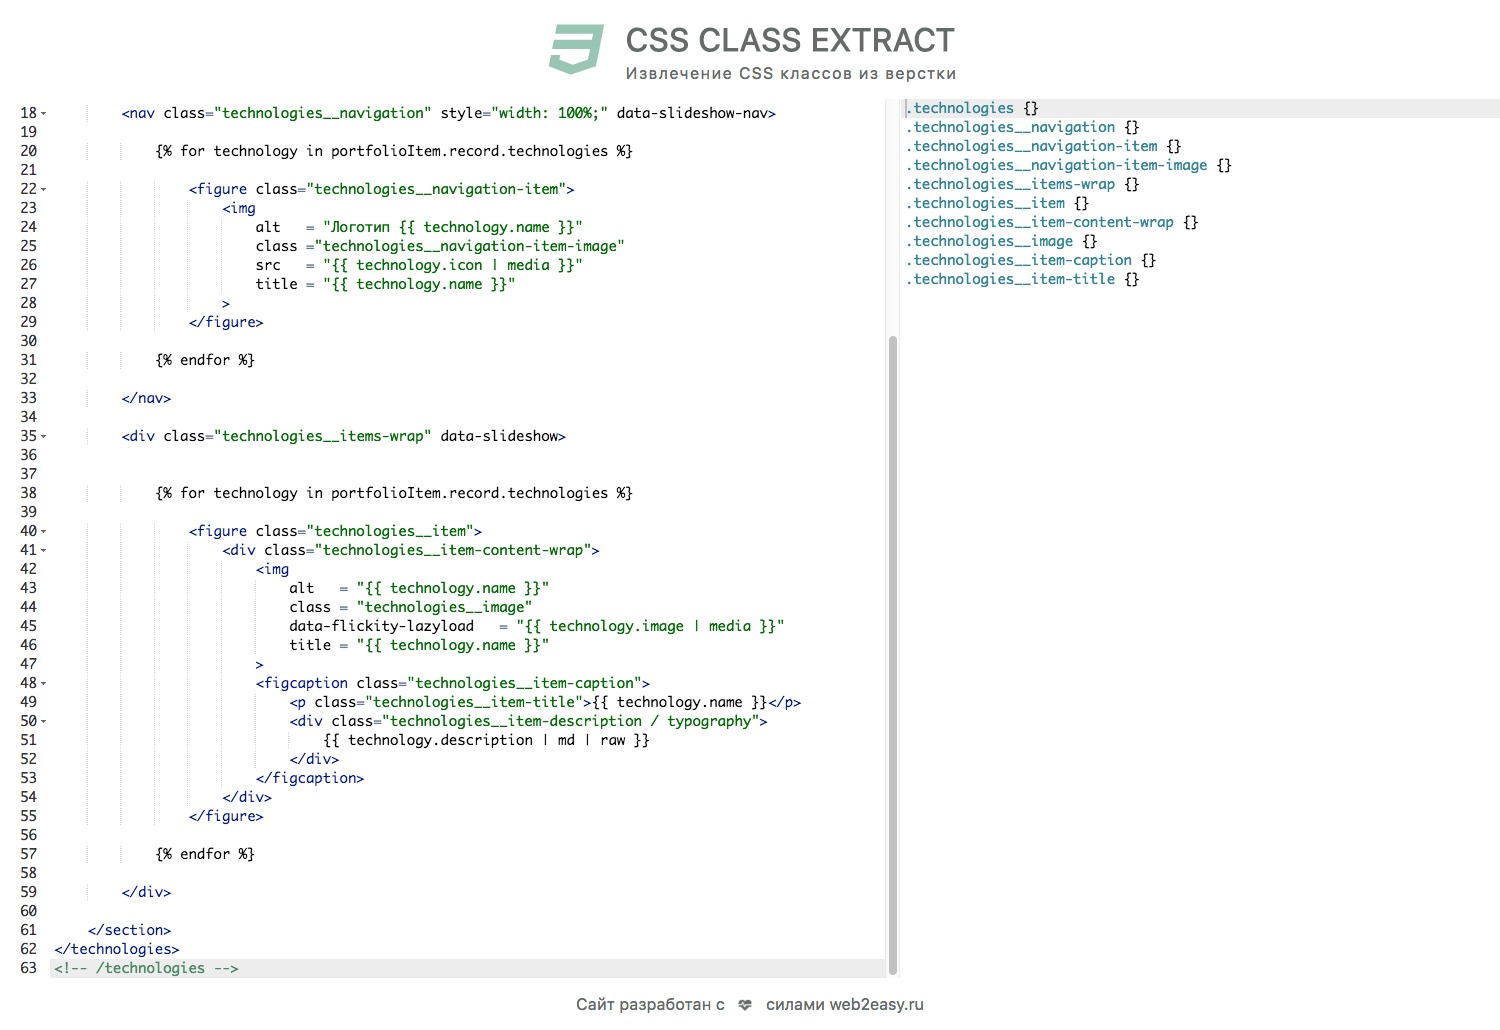 CSS CLASS EXTRACT
Извлечение CSS классов из верстки
18 <nav class="technologies__navigation" style="width: 100%;" data-slideshow-nav>
19
20 {% for technology in portfolioItem.record.technologies %}
21
22 <figure class="technologies__navigation-item">
23 <img
24 alt   = "Логотип {{ technology.name }}"
25 class ="technologies__navigation-item-image"
26 src   = "{{ technology.icon | media }}"
27 title = "{{ technology.name }}"
28 >
29 </figure>
30
31 {% endfor %}
32
33 </nav>
34
35 <div class="technologies__items-wrap" data-slideshow>
36
37
38 {% for technology in portfolioItem.record.technologies %}
39
40 <figure class="technologies__item">
41 <div class="technologies__item-content-wrap">
42 <img
43 alt   = "{{ technology.name }}"
44 class = "technologies__image"
45 data-flickity-lazyload   = "{{ technology.image | media }}"
46 title = "{{ technology.name }}"
47 >
48 <figcaption class="technologies__item-caption">
49 <p class="technologies__item-title">{{ technology.name }}</p>
50 <div class="technologies__item-description / typography">
51 {{ technology.description | md | raw }}
52 </div>
53 </figcaption>
54 </div>
55 </figure>
56
57 {% endfor %}
58
59 </div>
60
61 </section>
62 </technologies>
63 <!-- /technologies -->
.technologies {}
.technologies__navigation {}
.technologies__navigation-item {}
.technologies__navigation-item-image {}
.technologies__items-wrap {}
.technologies__item {}
.technologies__item-content-wrap {}
.technologies__image {}
.technologies__item-caption {}
.technologies__item-title {}
Сайт разработан с силами web2easy.ru